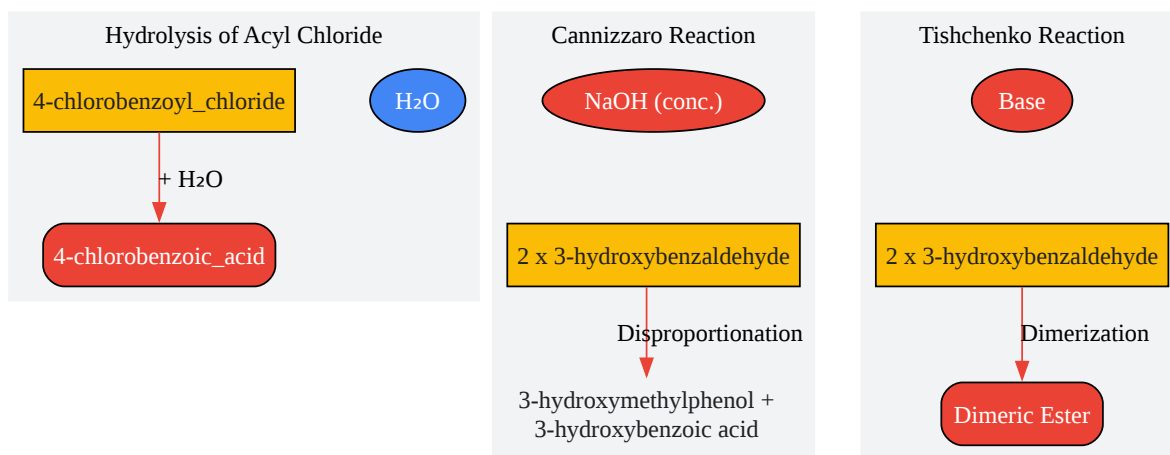 Hydrolysis of Acyl Chloride
4-chlorobenzoyl_chloride
H₂O
+ H₂O
4-chlorobenzoic_acid
Cannizzaro Reaction
NaOH (conc.)
2 x 3-hydroxybenzaldehyde
Disproportionation
3-hydroxymethylphenol +
3-hydroxybenzoic acid
Tishchenko Reaction
Base
2 x 3-hydroxybenzaldehyde
Dimerization
Dimeric Ester